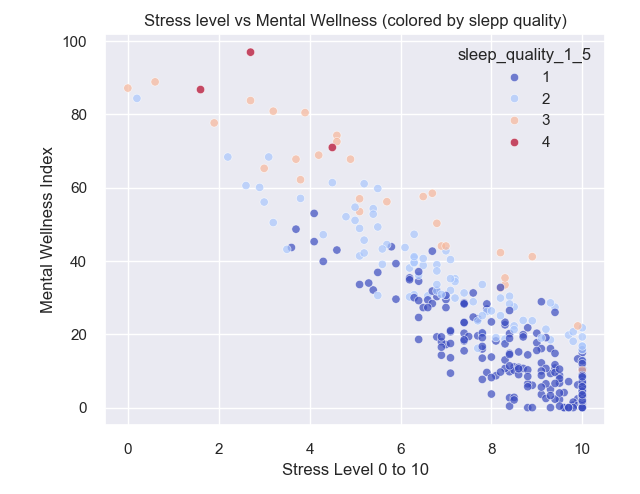 Stress level vs Mental Wellness (colored by slepp quality)
100
80
60
40
20
0
Mental Wellness Index
sleep_quality_1_5
1
2
3
4
0 2 4 6 8 10
Stress Level 0 to 10